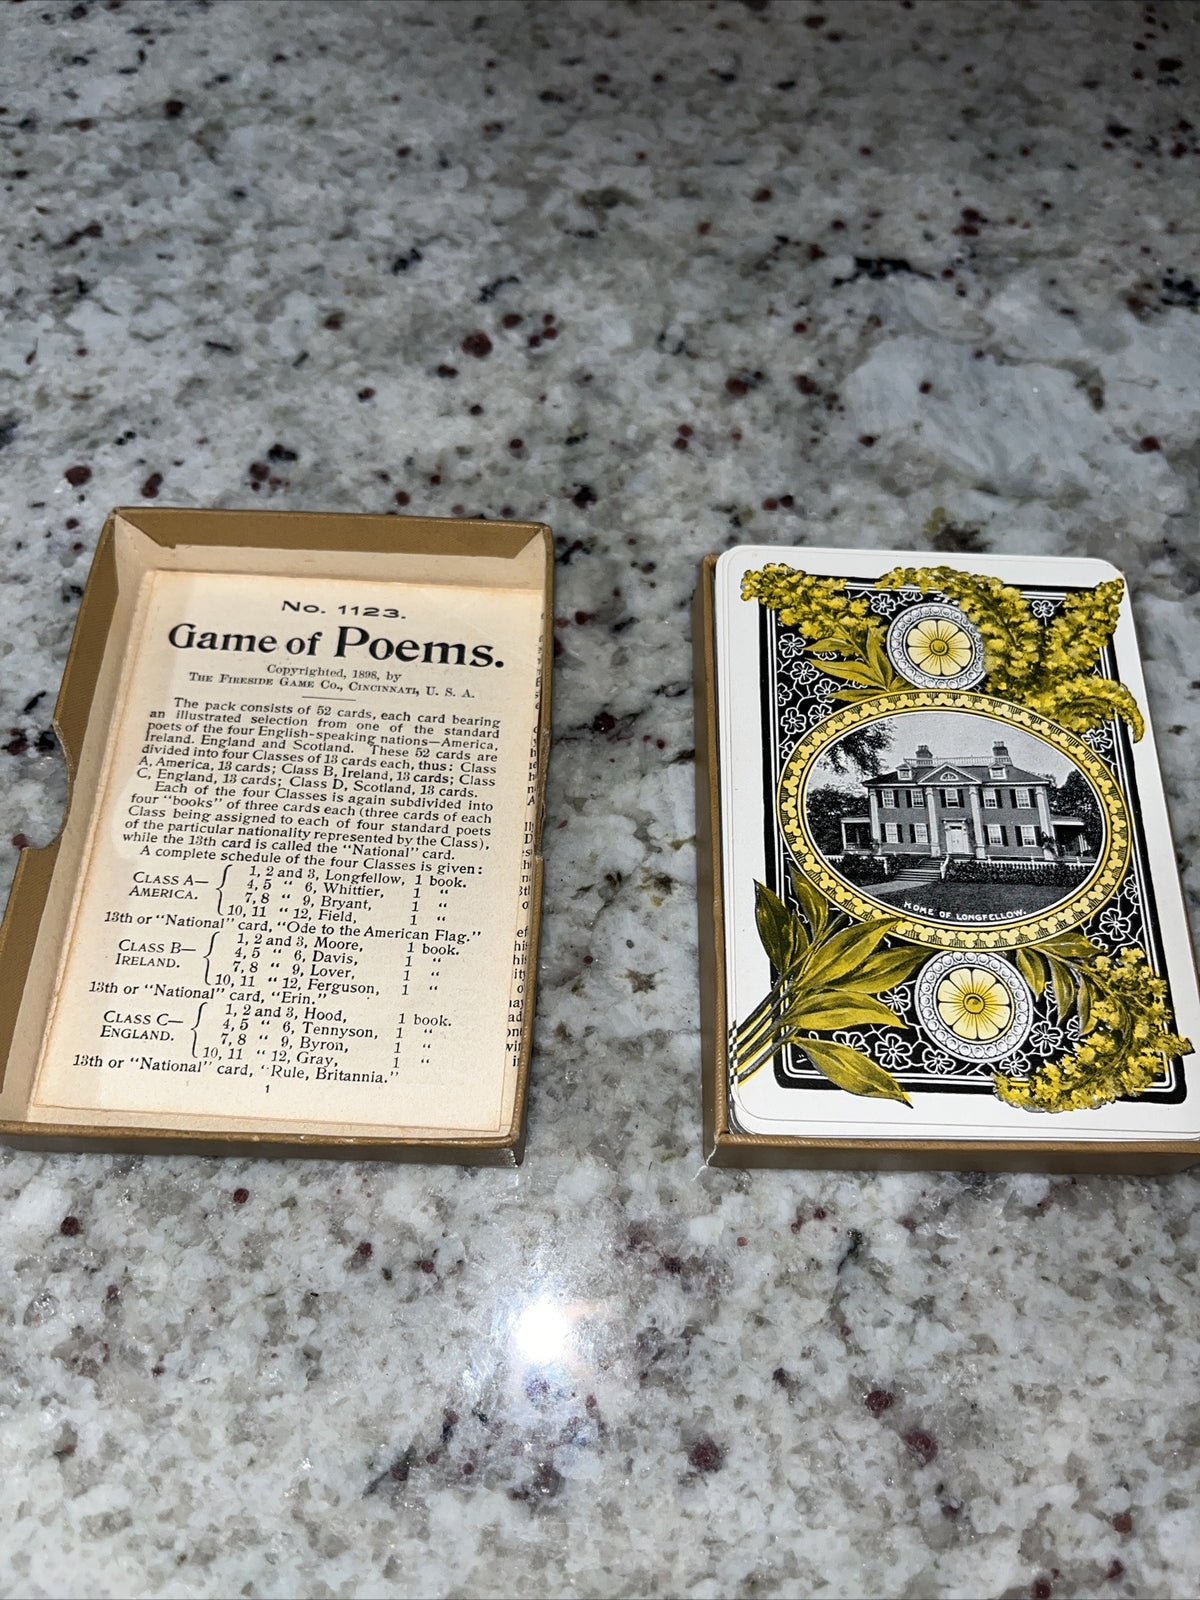 No. 1123.
Game of Poems.
Copyrighted, 1898, by
THE FIRESIDE GAME CO., CINCINNATI, U. S. A.
The pack consists of 52 cards, each card bearing
an illustrated selection from one of the standard
poets of the four English-speaking nations—America,
Ireland. England and Scotland. These 52 cards are
divided into four Classes of 13 cards each, thus: Class
A, America, 13 cards; Class B, Ireland, 13 cards; Class
C, England, 13 cards; Class D, Scotland, 13 cards.
Each of the four Classes is again subdivided into
four "books" of three cards each (three cards of each
Class being assigned to each of four standard poets
of the particular nationality represented by the Class),
while the 13th card is called the "National" card.
A complete schedule of the four Classes is given:
CLASS A— AMERICA.
1, 2 and 3, Longfellow, 1 book.
4, 5 " 6, Whittier, 1 "
7, 8 " 9, Bryant, 1 "
10, 11 " 12, Field, 1 "
13th or "National" card, "Ode to the American Flag."
CLASS B— IRELAND.
1, 2 and 3, Moore, 1 book.
4, 5 " 6, Davis, 1 "
7, 8 " 9, Lover, 1 "
10, 11 " 12, Ferguson, 1 "
13th or "National" card, "Erin."
CLASS C— ENGLAND.
1, 2 and 3, Hood, 1 book.
4, 5 " 6, Tennyson, 1 "
7, 8 " 9, Byron, 1 "
10, 11 " 12, Gray, 1 "
13th or "National" card, "Rule, Britannia."
1
HOME OF LONGFELLOW.